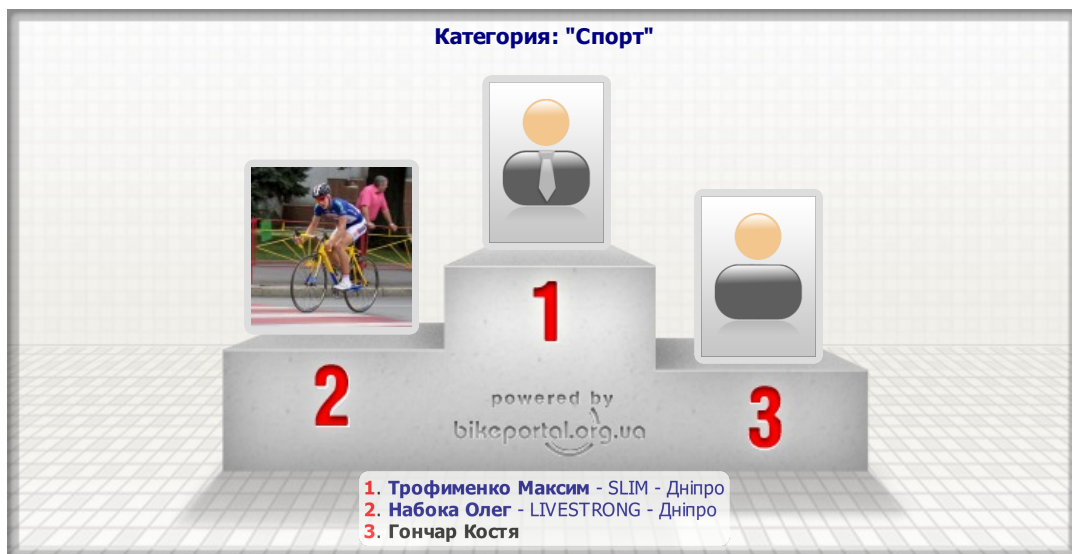 Категория: "Спорт"
1
2
3
powered by
bikeportal.org.ua
1. Трофименко Максим - SLIM - Дніпро
2. Набока Олег - LIVESTRONG - Дніпро
3. Гончар Костя